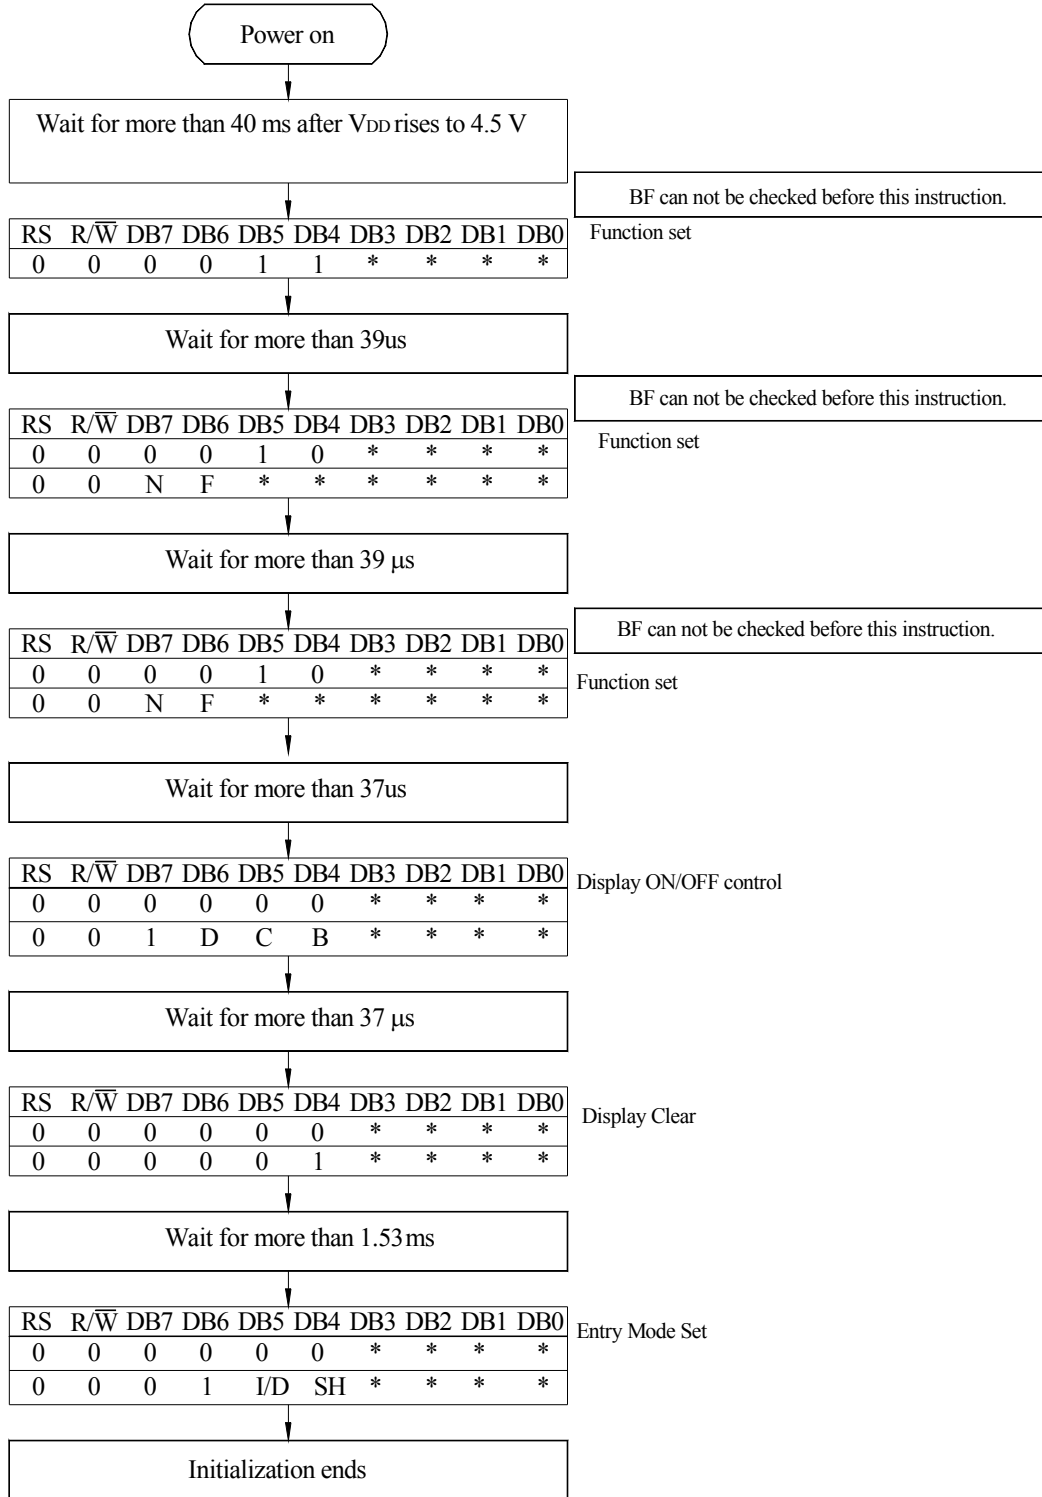 Power on
Wait for more than 40 ms after VDD rises to 4.5 V
BF can not be checked before this instruction.
RS R/W̅ DB7 DB6 DB5 DB4 DB3 DB2 DB1 DB0
Function set
0 0 0 0 1 1 * * * *
Wait for more than 39us
BF can not be checked before this instruction.
RS R/W̅ DB7 DB6 DB5 DB4 DB3 DB2 DB1 DB0
Function set
0 0 0 0 1 0 * * * *
0 0 N F * * * * * *
Wait for more than 39 µs
BF can not be checked before this instruction.
RS R/W̅ DB7 DB6 DB5 DB4 DB3 DB2 DB1 DB0
0 0 0 0 1 0 * * * *
Function set
0 0 N F * * * * * *
Wait for more than 37us
RS R/W̅ DB7 DB6 DB5 DB4 DB3 DB2 DB1 DB0
Display ON/OFF control
0 0 0 0 0 0 * * * *
0 0 1 D C B * * * *
Wait for more than 37 µs
RS R/W̅ DB7 DB6 DB5 DB4 DB3 DB2 DB1 DB0
Display Clear
0 0 0 0 0 0 * * * *
0 0 0 0 0 1 * * * *
Wait for more than 1.53ms
RS R/W̅ DB7 DB6 DB5 DB4 DB3 DB2 DB1 DB0
Entry Mode Set
0 0 0 0 0 0 * * * *
0 0 0 1 I/D SH * * * *
Initialization ends